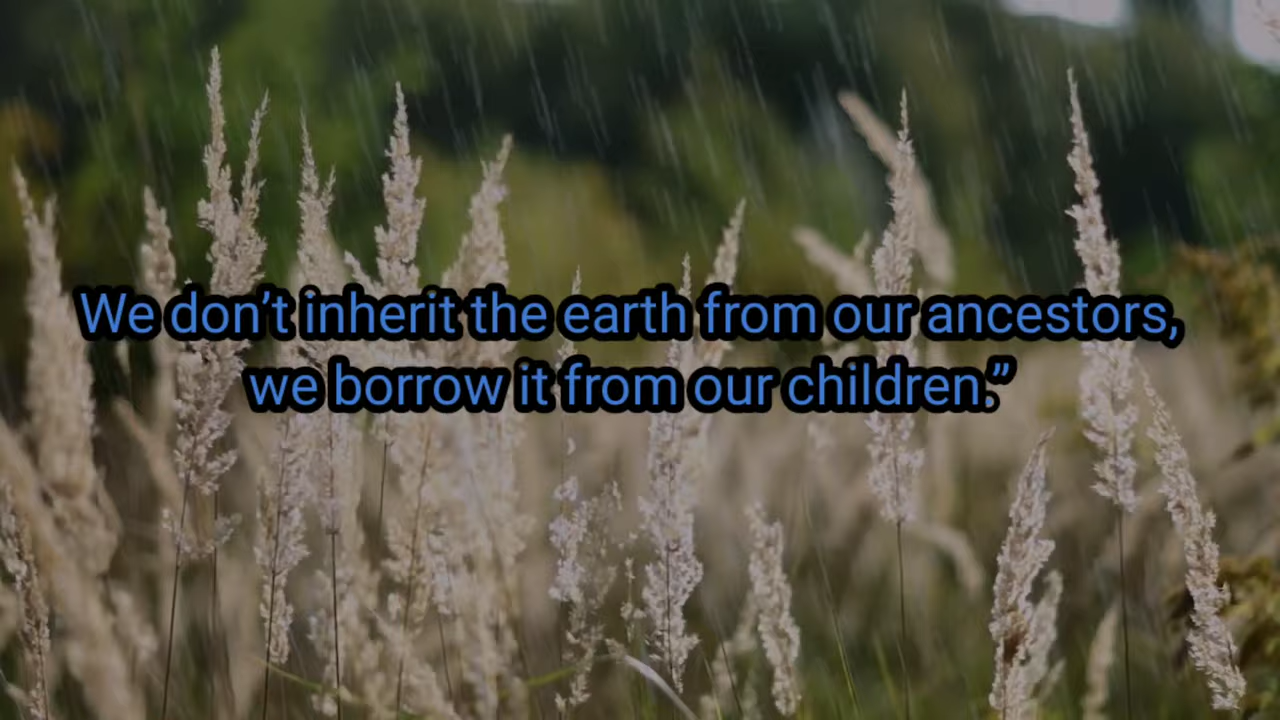 We don’t inherit the earth from our ancestors,
we borrow it from our children.”